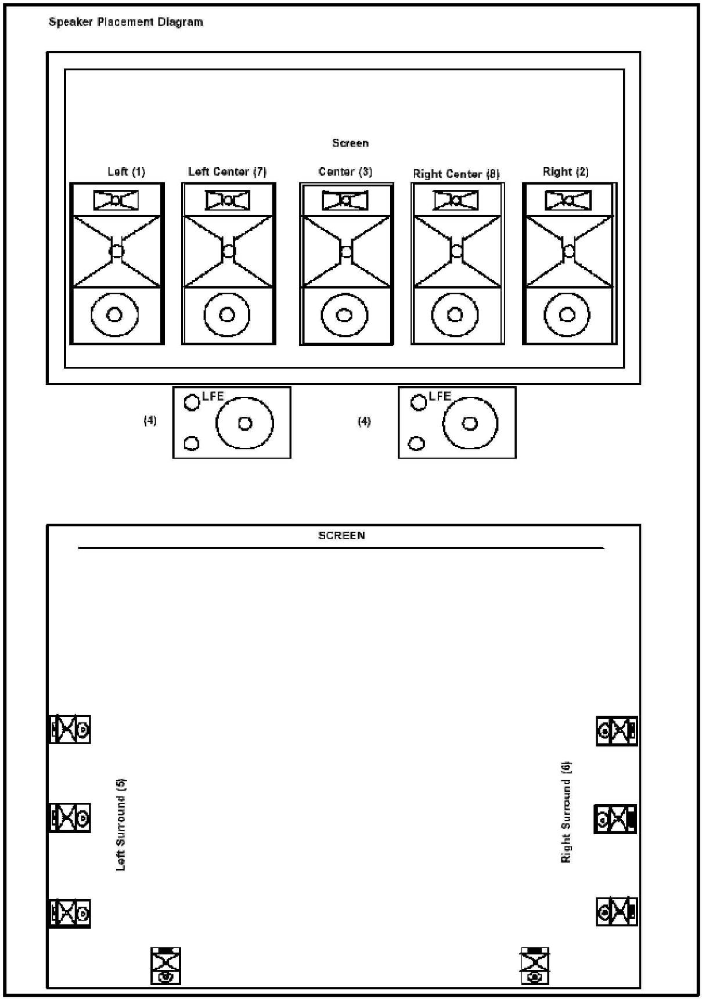 Speaker Placement Diagram
Screen
Left (1)
Left Center (7)
Center (3)
Right Center (8)
Right (2)
LFE
LFE
(4)
(4)
SCREEN
Left Surround (5)
Right Surround (6)